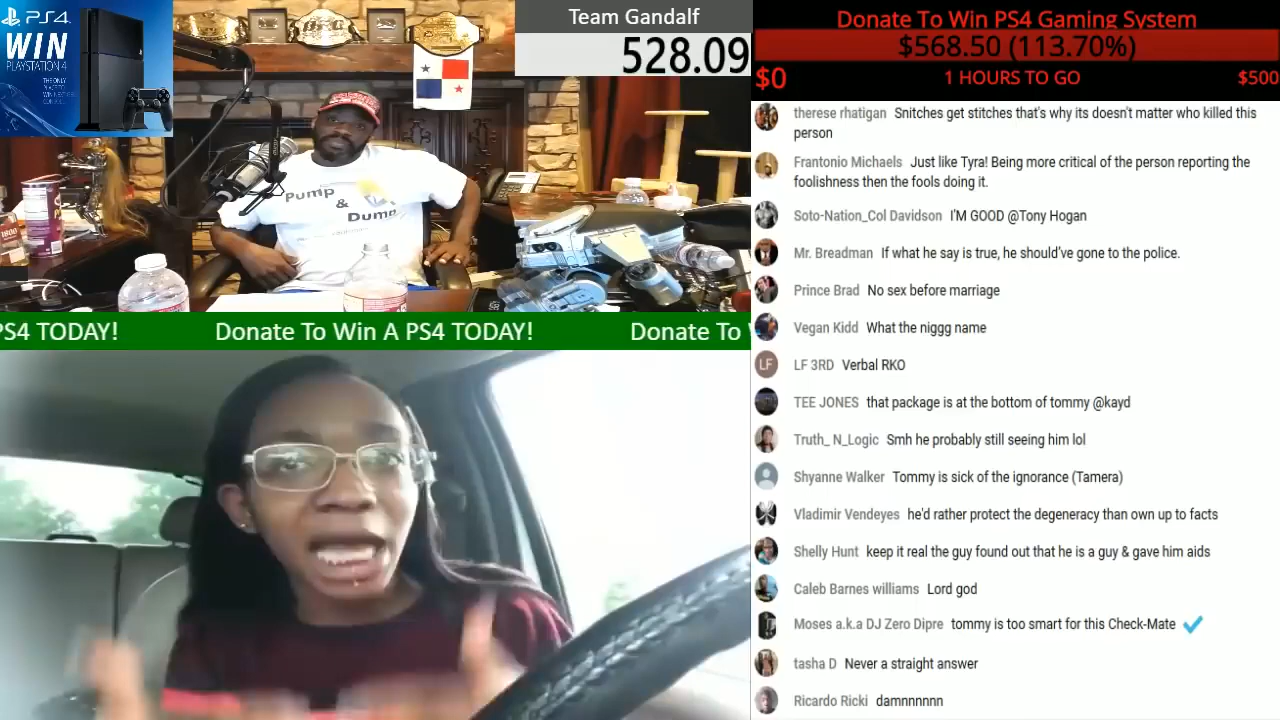 PS4
WIN
PLAYSTATION 4
Team Gandalf
528.09
Pump
&
Dump
PS4 TODAY!
Donate To Win A PS4 TODAY!
Donate To
Donate To Win PS4 Gaming System
$568.50 (113.70%)
$0
1 HOURS TO GO
$500
therese rhatigan Snitches get stitches that's why its doesn't matter who killed this
person
Frantonio Michaels Just like Tyra! Being more critical of the person reporting the
foolishness then the fools doing it.
Soto-Nation_Col Davidson I'M GOOD @Tony Hogan
Mr. Breadman If what he say is true, he should've gone to the police.
Prince Brad No sex before marriage
Vegan Kidd What the niggg name
LF
LF 3RD Verbal RKO
TEE JONES that package is at the bottom of tommy @kayd
Truth_ N_Logic Smh he probably still seeing him lol
Shyanne Walker Tommy is sick of the ignorance (Tamera)
Vladimir Vendeyes he'd rather protect the degeneracy than own up to facts
Shelly Hunt keep it real the guy found out that he is a guy & gave him aids
Caleb Barnes williams Lord god
Moses a.k.a DJ Zero Dipre tommy is too smart for this Check-Mate
tasha D Never a straight answer
Ricardo Ricki damnnnnnn